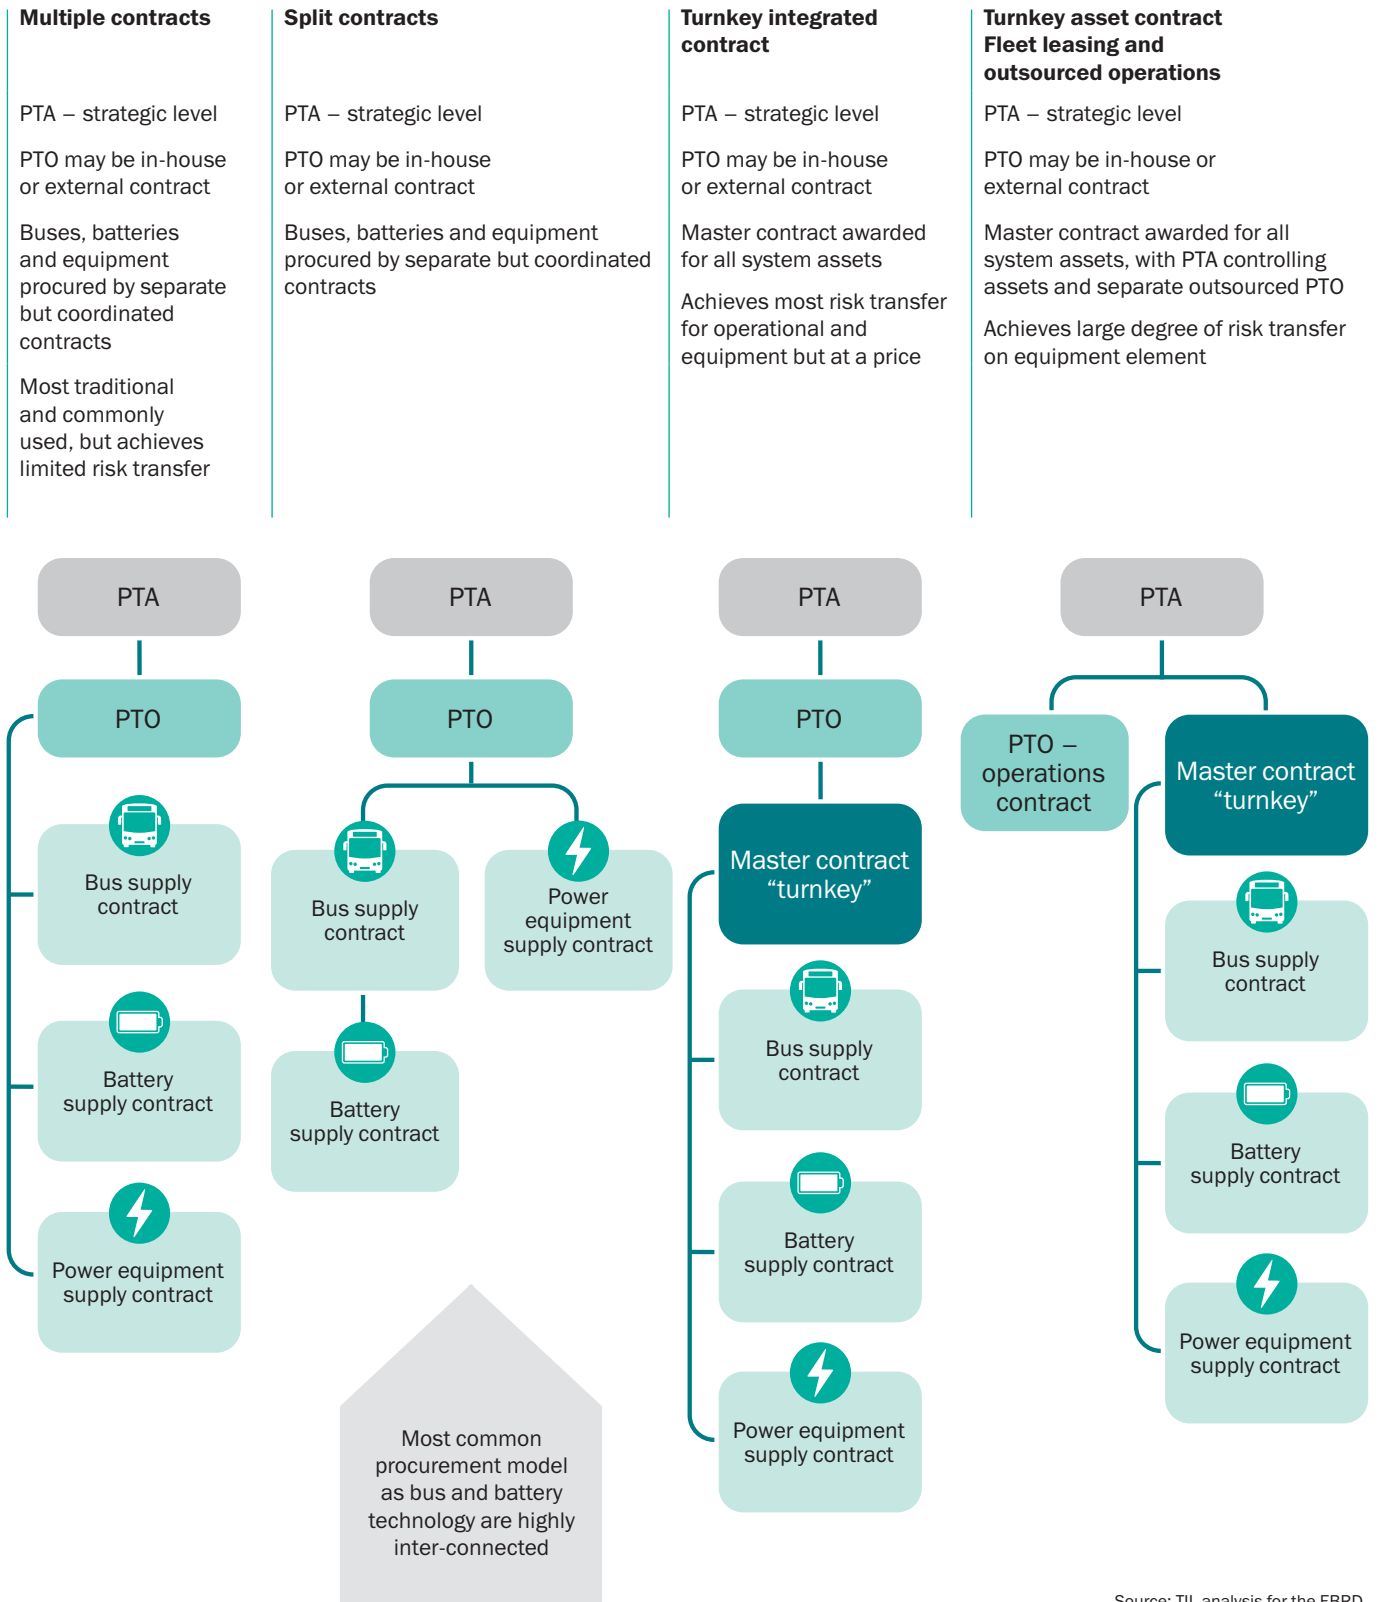 Multiple contracts
PTA – strategic level
PTO may be in-house
or external contract
Buses, batteries
and equipment
procured by separate
but coordinated
contracts
Most traditional
and commonly
used, but achieves
limited risk transfer
Split contracts
PTA – strategic level
PTO may be in-house
or external contract
Buses, batteries and equipment
procured by separate but coordinated
contracts
Turnkey integrated
contract
PTA – strategic level
PTO may be in-house
or external contract
Master contract awarded
for all system assets
Achieves most risk transfer
for operational and
equipment but at a price
Turnkey asset contract
Fleet leasing and
outsourced operations
PTA – strategic level
PTO may be in-house or
external contract
Master contract awarded for all
system assets, with PTA controlling
assets and separate outsourced PTO
Achieves large degree of risk transfer
on equipment element
PTA
PTO
Bus supply
contract
Battery
supply contract
Power equipment
supply contract
PTA
PTO
Bus supply
contract
Power
equipment
supply contract
Battery
supply contract
Most common
procurement model
as bus and battery
technology are highly
inter-connected
PTA
PTO
Master contract
“turnkey”
Bus supply
contract
Battery
supply contract
Power equipment
supply contract
PTA
PTO –
operations
contract
Master contract
“turnkey”
Bus supply
contract
Battery
supply contract
Power equipment
supply contract
Source: TIL analysis for the EBRD